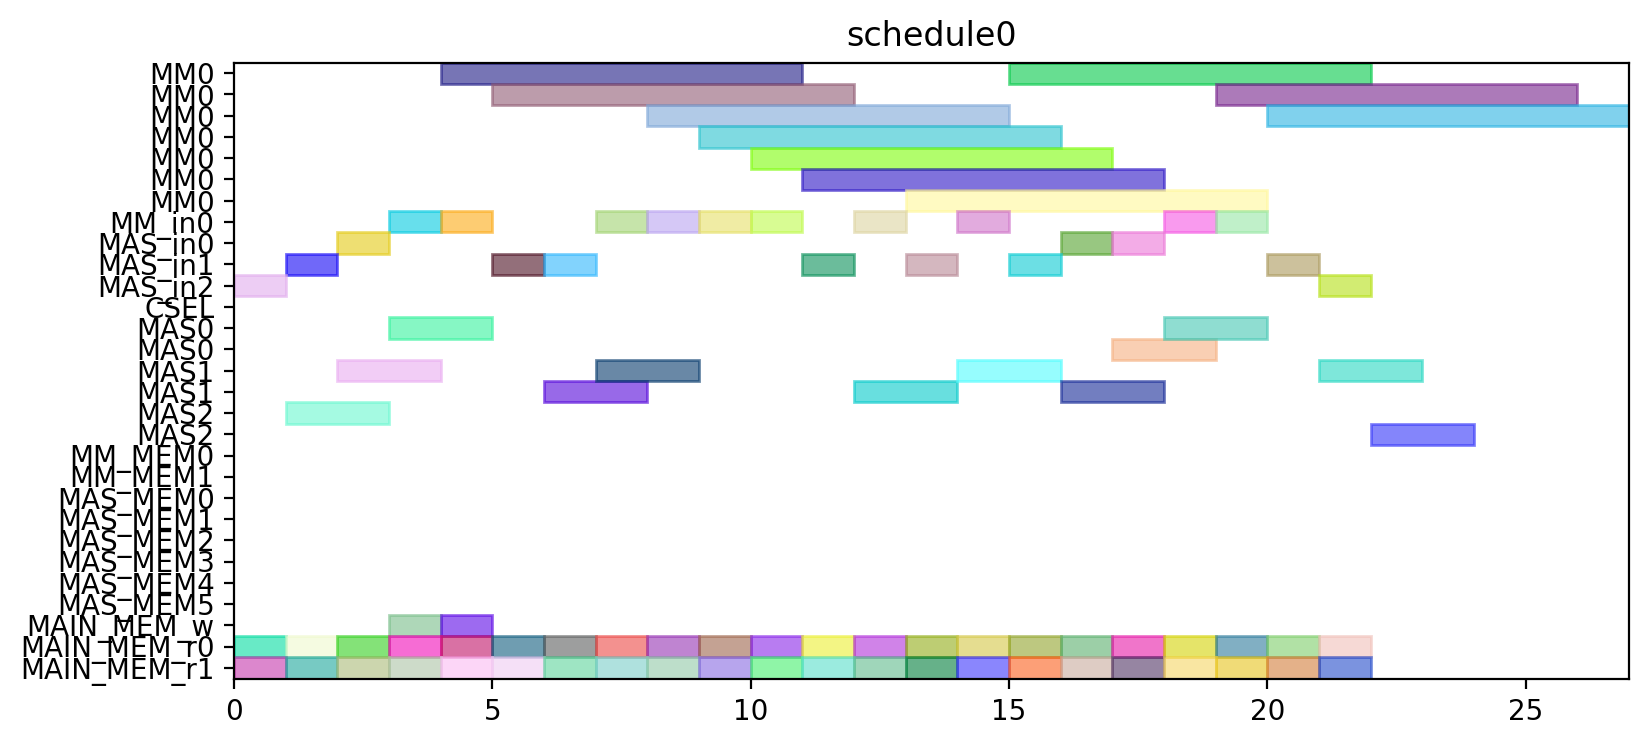 schedule0
MM0
MM0
MM0
MM0
MM0
MM0
MM0
MM_in0
MAS_in0
MAS_in1
MAS_in2
CSEL
MAS0
MAS0
MAS1
MAS1
MAS2
MAS2
MM_MEM0
MM_MEM1
MAS_MEM0
MAS_MEM1
MAS_MEM2
MAS_MEM3
MAS_MEM4
MAS_MEM5
MAIN_MEM_w
MAIN_MEM_r0
MAIN_MEM_r1
0 5 10 15 20 25